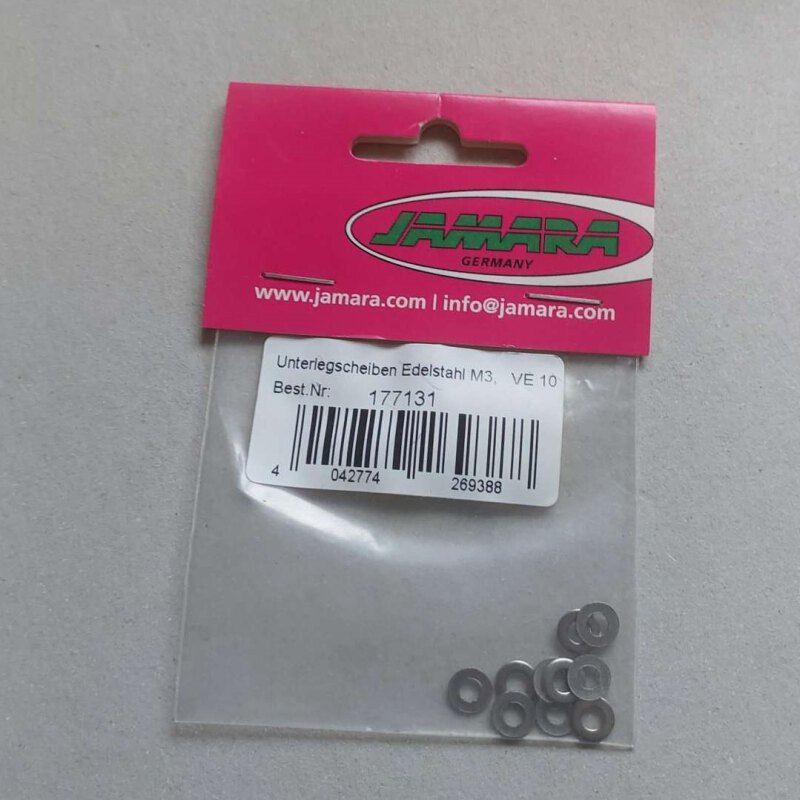 JAMARA
GERMANY
www.jamara.com | info@jamara.com
Unterlegscheiben Edelstahl M3, VE 10
Best.Nr: 177131
4 042774 269388